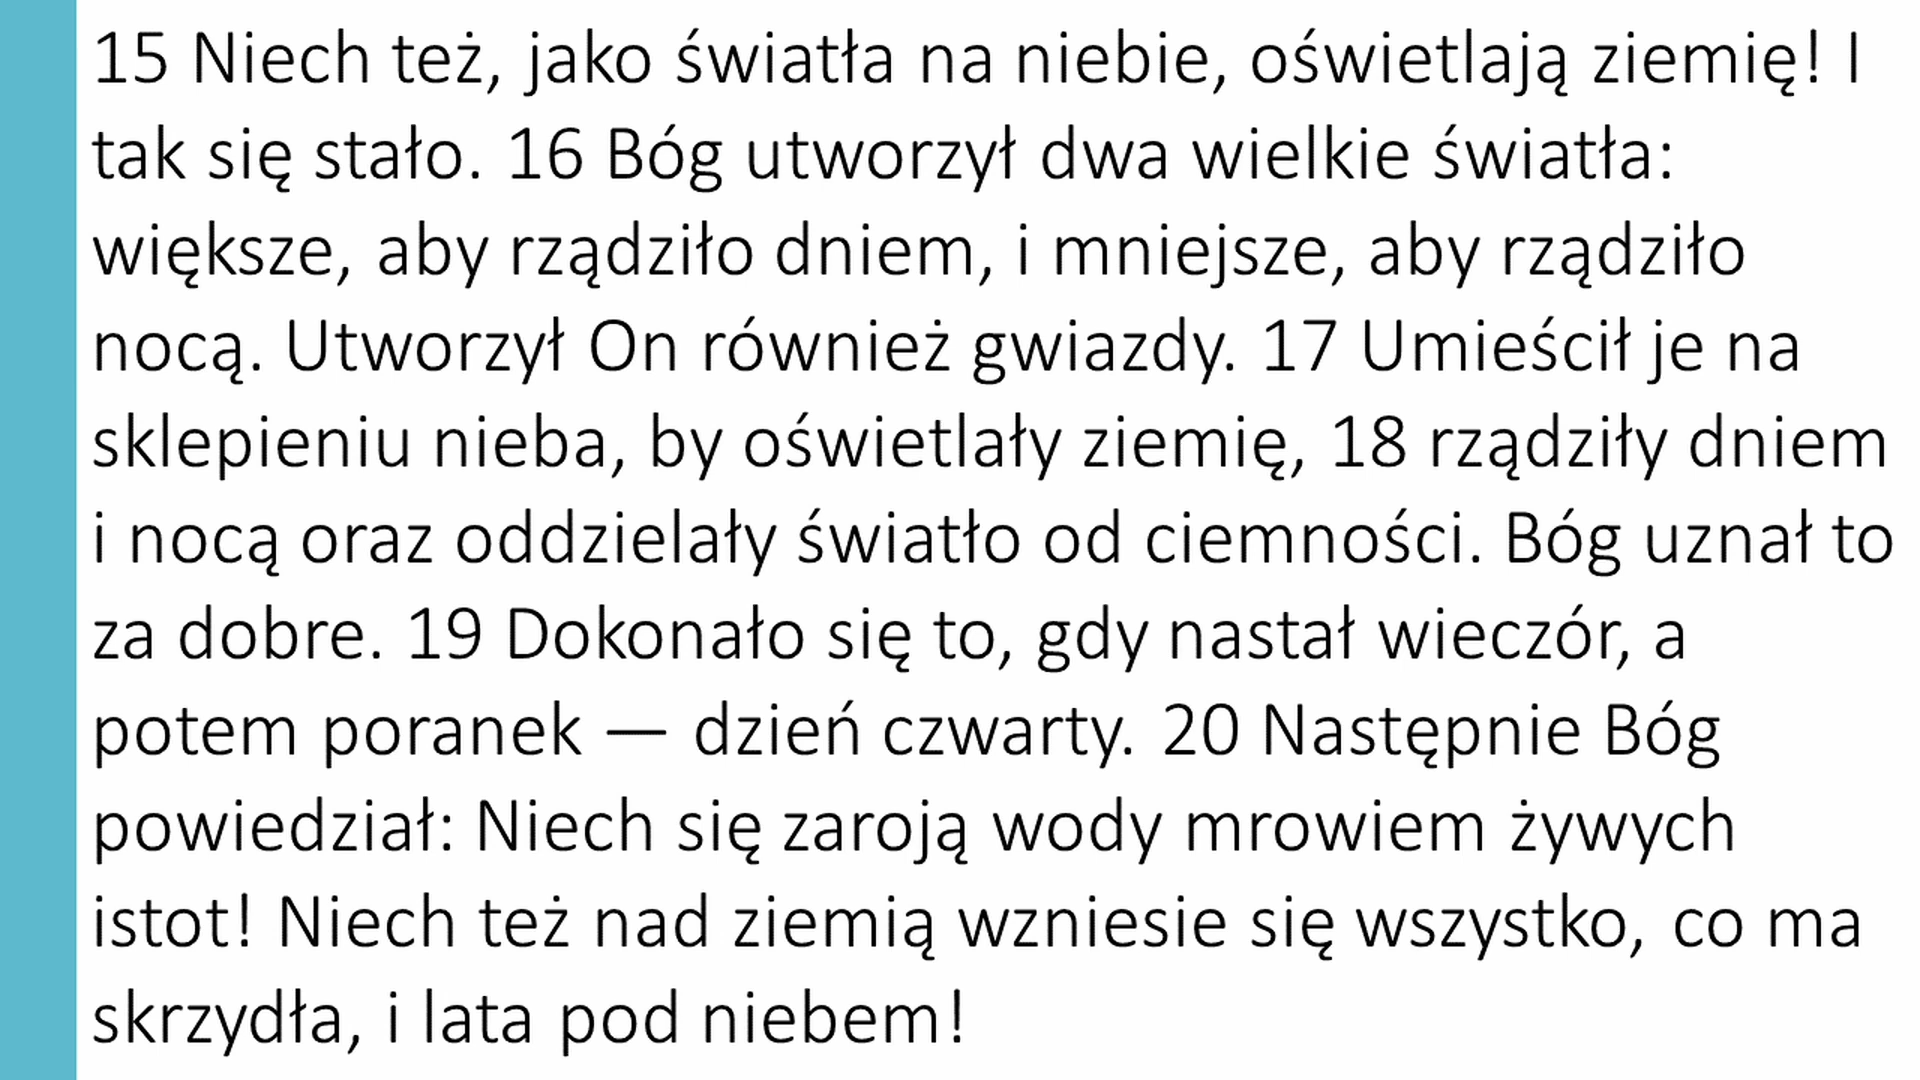 15 Niech też, jako światła na niebie, oświetlają ziemię! I
tak się stało. 16 Bóg utworzył dwa wielkie światła:
większe, aby rządziło dniem, i mniejsze, aby rządziło
nocą. Utworzył On również gwiazdy. 17 Umieścił je na
sklepieniu nieba, by oświetlały ziemię, 18 rządziły dniem
i nocą oraz oddzielały światło od ciemności. Bóg uznał to
za dobre. 19 Dokonało się to, gdy nastał wieczór, a
potem poranek — dzień czwarty. 20 Następnie Bóg
powiedział: Niech się zaroją wody mrowiem żywych
istot! Niech też nad ziemią wzniesie się wszystko, co ma
skrzydła, i lata pod niebem!